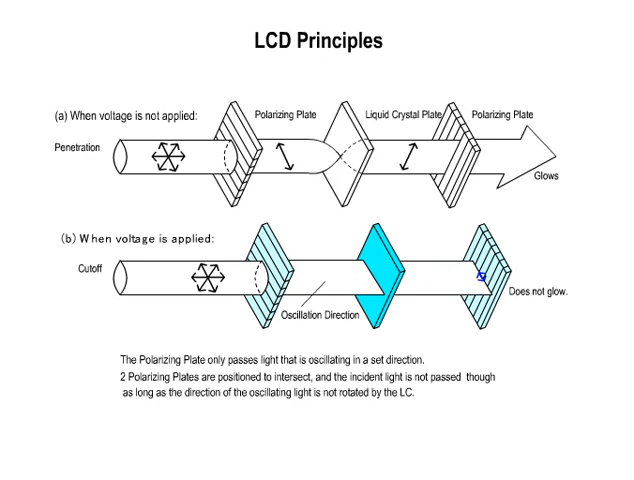 LCD Principles
(a) When voltage is not applied:
Polarizing Plate
Liquid Crystal Plate
Polarizing Plate
Penetration
Glows
(b) When voltage is applied:
Cutoff
Does not glow.
Oscillation Direction
The Polarizing Plate only passes light that is oscillating in a set direction.
2 Polarizing Plates are positioned to intersect, and the incident light is not passed though
as long as the direction of the oscillating light is not rotated by the LC.